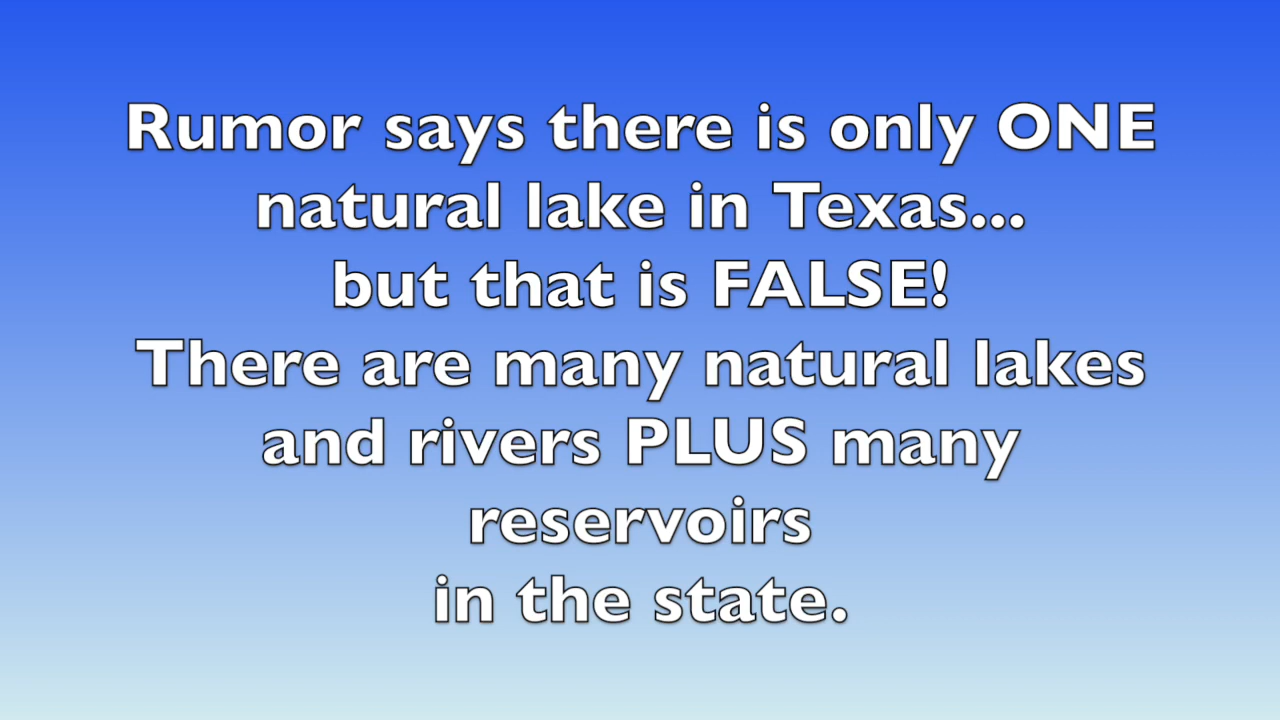 Rumor says there is only ONE
natural lake in Texas...
but that is FALSE!
There are many natural lakes
and rivers PLUS many
reservoirs
in the state.